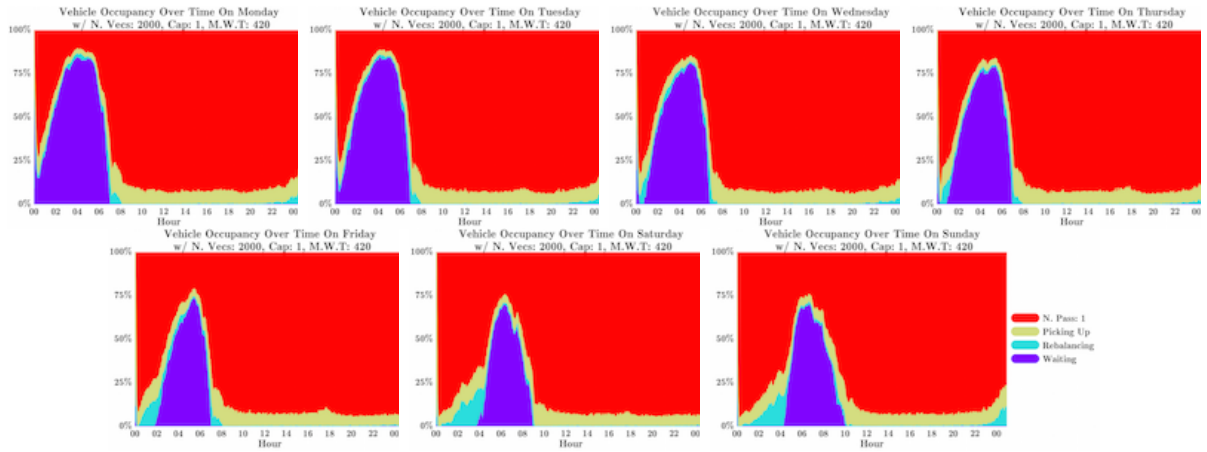 Vehicle Occupancy Over Time On Monday
w/ N. Vecs: 2000, Cap: 1, M.W.T: 420
100%
75%
50%
25%
0%
00 02 04 06 08 10 12 14 16 18 20 22 00
Hour
Vehicle Occupancy Over Time On Tuesday
w/ N. Vecs: 2000, Cap: 1, M.W.T: 420
100%
75%
50%
25%
0%
00 02 04 06 08 10 12 14 16 18 20 22 00
Hour
Vehicle Occupancy Over Time On Wednesday
w/ N. Vecs: 2000, Cap: 1, M.W.T: 420
100%
75%
50%
25%
0%
00 02 04 06 08 10 12 14 16 18 20 22 00
Hour
Vehicle Occupancy Over Time On Thursday
w/ N. Vecs: 2000, Cap: 1, M.W.T: 420
100%
75%
50%
25%
0%
00 02 04 06 08 10 12 14 16 18 20 22 00
Hour
Vehicle Occupancy Over Time On Friday
w/ N. Vecs: 2000, Cap: 1, M.W.T: 420
100%
75%
50%
25%
0%
00 02 04 06 08 10 12 14 16 18 20 22 00
Hour
Vehicle Occupancy Over Time On Saturday
w/ N. Vecs: 2000, Cap: 1, M.W.T: 420
100%
75%
50%
25%
0%
00 02 04 06 08 10 12 14 16 18 20 22 00
Hour
Vehicle Occupancy Over Time On Sunday
w/ N. Vecs: 2000, Cap: 1, M.W.T: 420
100%
75%
50%
25%
0%
00 02 04 06 08 10 12 14 16 18 20 22 00
Hour
N. Pass: 1
Picking Up
Rebalancing
Waiting